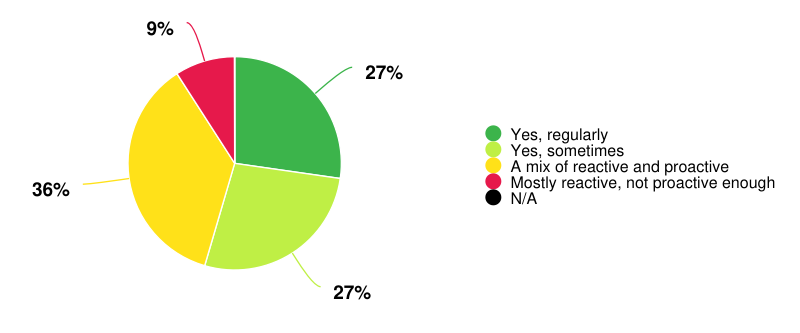 9%
27%
36%
27%
Yes, regularly
Yes, sometimes
A mix of reactive and proactive
Mostly reactive, not proactive enough
N/A